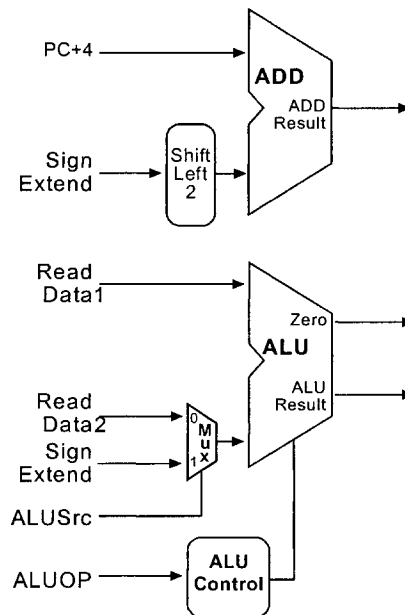 PC+4
ADD
ADD
Result
Sign
Extend
Shift
Left
2
Read
Data1
Zero
ALU
ALU
Result
Read
Data2
0
Mux
1
Sign
Extend
ALUSrc
ALUOP
ALU
Control